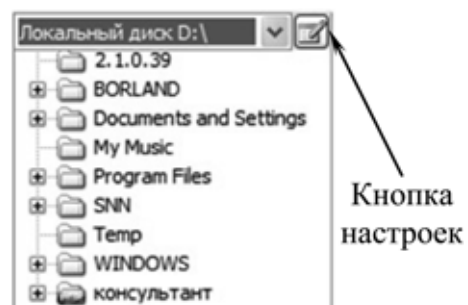 Локальный диск D:\
2.1.0.39
BORLAND
Documents and Settings
My Music
Program Files
SNN
Temp
WINDOWS
консультант
Кнопка
настроек